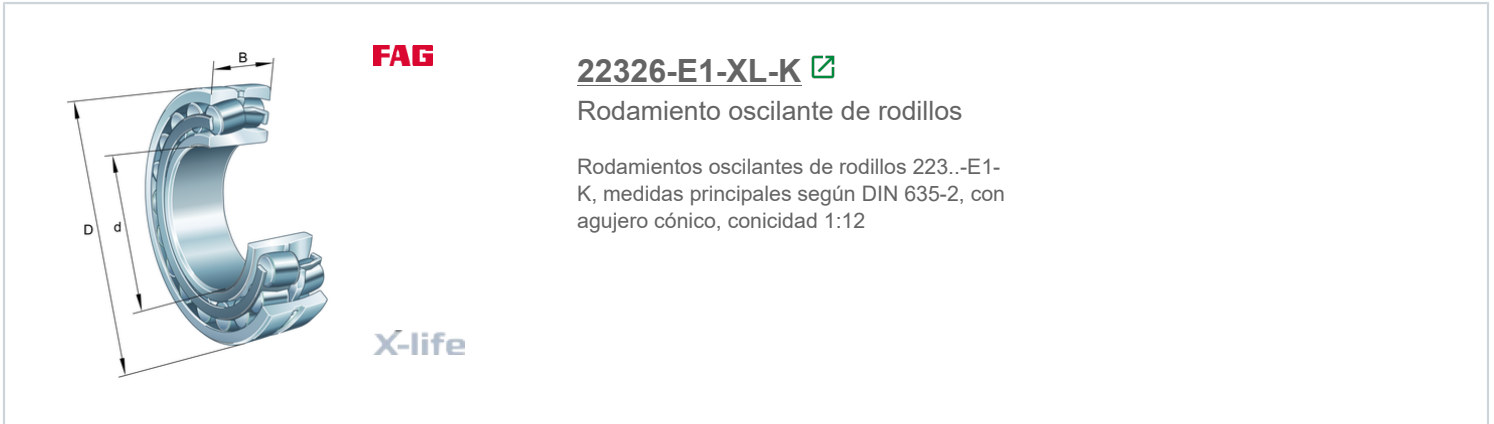 B
FAG
22326-E1-XL-K
Rodamiento oscilante de rodillos
Rodamientos oscilantes de rodillos 223..-E1-
K, medidas principales según DIN 635-2, con
agujero cónico, conicidad 1:12
D
d
X-life